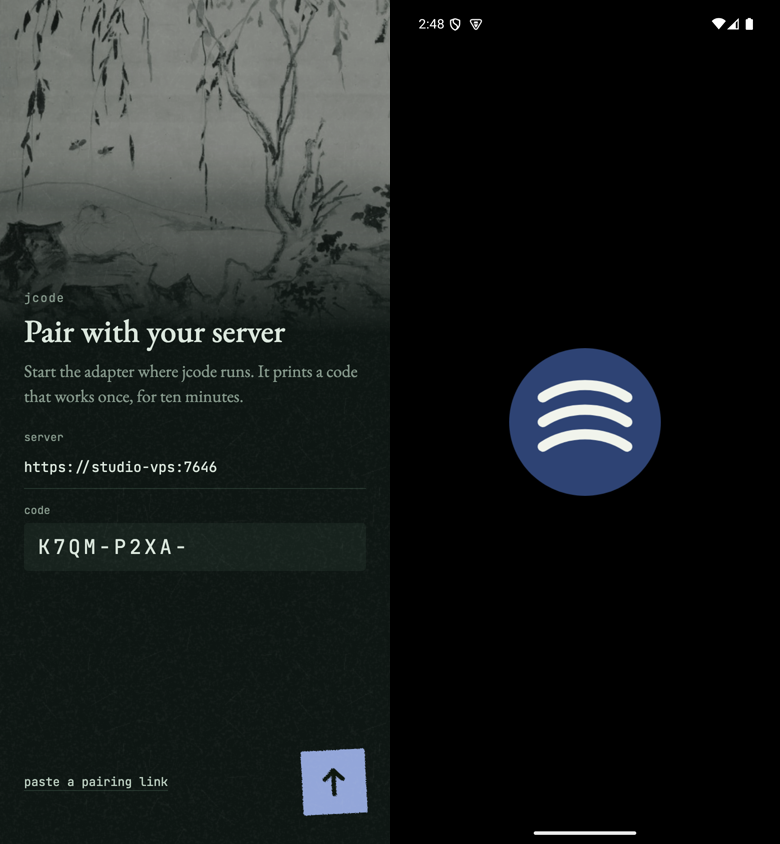 jcode
Pair with your server
Start the adapter where jcode runs. It prints a code
that works once, for ten minutes.
server
https://studio-vps:7646
code
K7QM-P2XA-
paste a pairing link
2:48